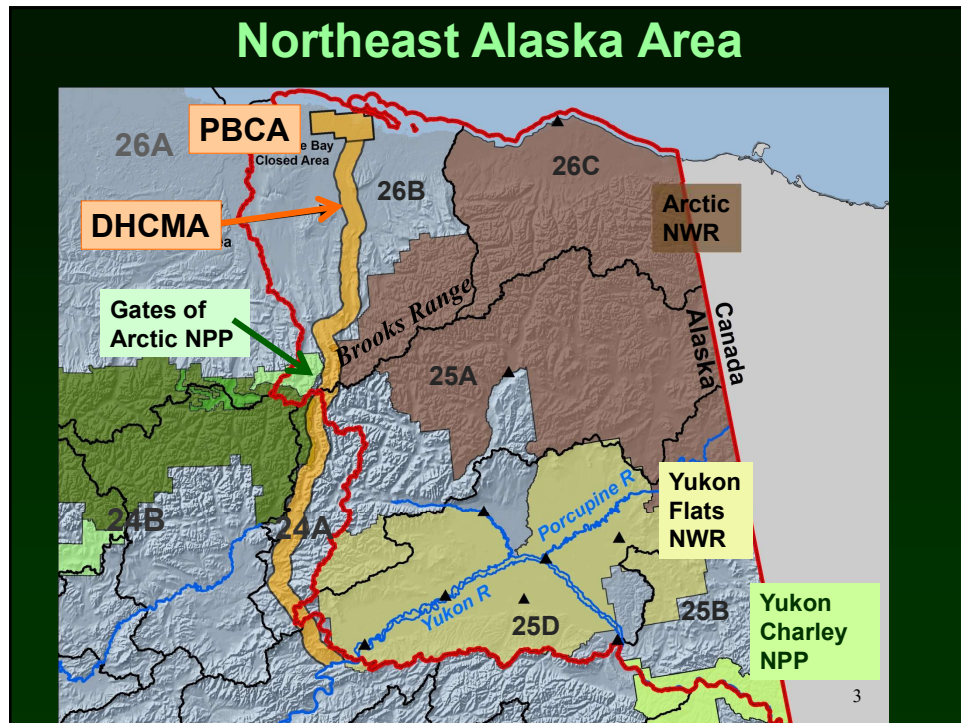 Northeast Alaska Area
26A
PBCA
Bay
Closed Area
26B
26C
DHCMA
Arctic
NWR
Gates of
Arctic NPP
Brooks Range
Canada
Alaska
25A
Yukon
Flats
NWR
Porcupine R
24B
24A
Yukon R
25D
25B
Yukon
Charley
NPP
3